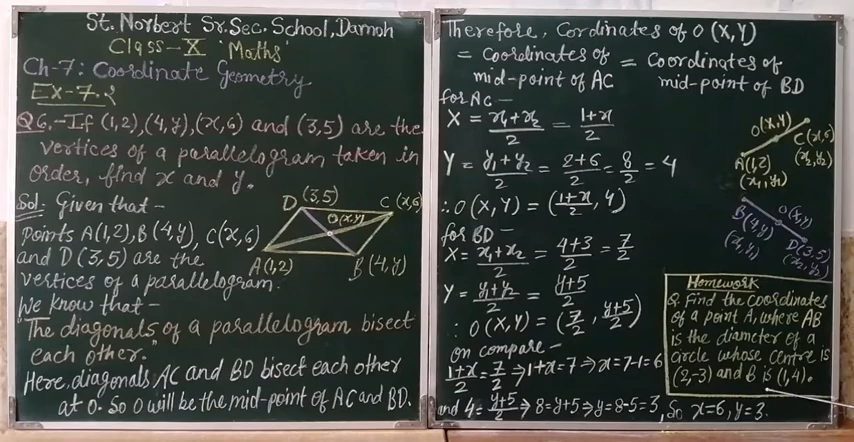 St. Norbert Sr. Sec. School, Damoh
Class-X 'Maths'
Ch-7: Coordinate Geometry
Ex-7.2
Q6.-If (1,2),(4,y),(x,6) and (3,5) are the
vertices of a parallelogram taken in
order, find x and y.
Sol: Given that-
points A(1,2), B(4,y), C(x,6)
and D(3,5) are the
vertices of a parallelogram.
We know that-
"The diagonals of a parallelogram bisect
each other."
Here, diagonals AC and BD bisect each other
at O. So O will be the mid-point of AC and BD.
D (3,5)
C (x,6)
O(X,Y)
A(1,2)
B(4,y)
Therefore, Cordinates of O (X,Y)
= Coordinates of mid-point of AC = Coordinates of mid-point of BD
for AC-
X = x₁+x₂/2 = 1+x/2
Y = y₁+y₂/2 = 2+6/2 = 8/2 = 4
∴ O(X,Y) = (1+x/2, 4)
for BD-
X = x₁+x₂/2 = 4+3/2 = 7/2
Y = y₁+y₂/2 = y+5/2
∴ O(X,Y) = (7/2, y+5/2)
on compare-
1+x/2 = 7/2 ⇒ 1+x=7 ⇒ x=7-1=6
and 4 = y+5/2 ⇒ 8=y+5 ⇒ y=8-5=3, So x=6, y=3.
O(X,Y)
C(x,6)
(x₂,y₂)
A(1,2)
(x₁,y₁)
B(4,y)
(x₁,y₁)
O(X,Y)
D(3,5)
(x₂,y₂)
Homework
Q. Find the coordinates
of a point A, where AB
is the diameter of a
circle whose centre is
(2,-3) and B is (1,4).